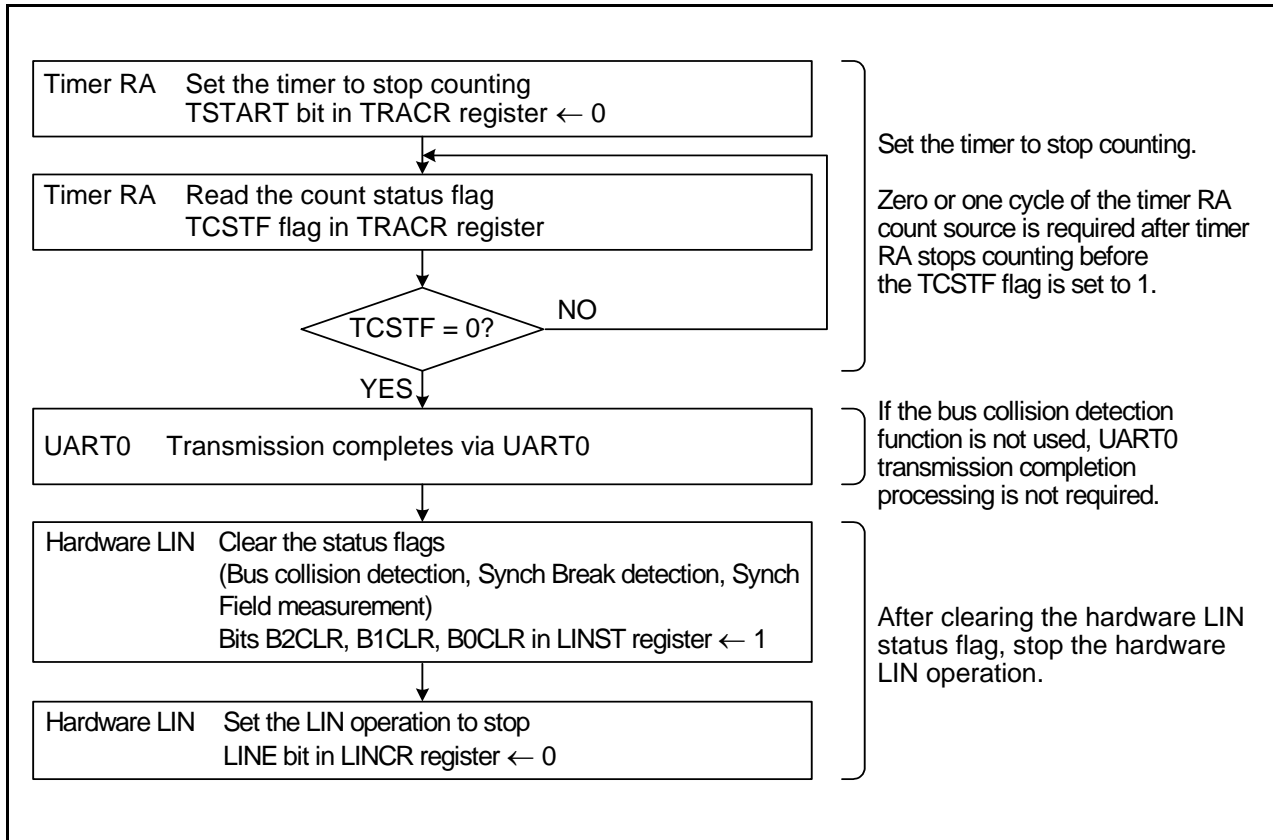 Timer RA Set the timer to stop counting
TSTART bit in TRACR register ← 0
Timer RA Read the count status flag
TCSTF flag in TRACR register
TCSTF = 0?
NO
YES
Set the timer to stop counting.
Zero or one cycle of the timer RA
count source is required after timer
RA stops counting before
the TCSTF flag is set to 1.
UART0 Transmission completes via UART0
If the bus collision detection
function is not used, UART0
transmission completion
processing is not required.
Hardware LIN Clear the status flags
(Bus collision detection, Synch Break detection, Synch
Field measurement)
Bits B2CLR, B1CLR, B0CLR in LINST register ← 1
Hardware LIN Set the LIN operation to stop
LINE bit in LINCR register ← 0
After clearing the hardware LIN
status flag, stop the hardware
LIN operation.